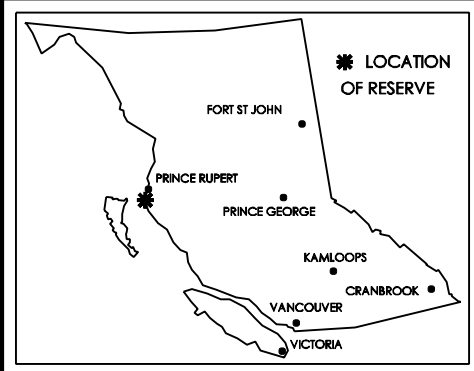 LOCATION
OF RESERVE
FORT ST JOHN
PRINCE RUPERT
PRINCE GEORGE
KAMLOOPS
CRANBROOK
VANCOUVER
VICTORIA